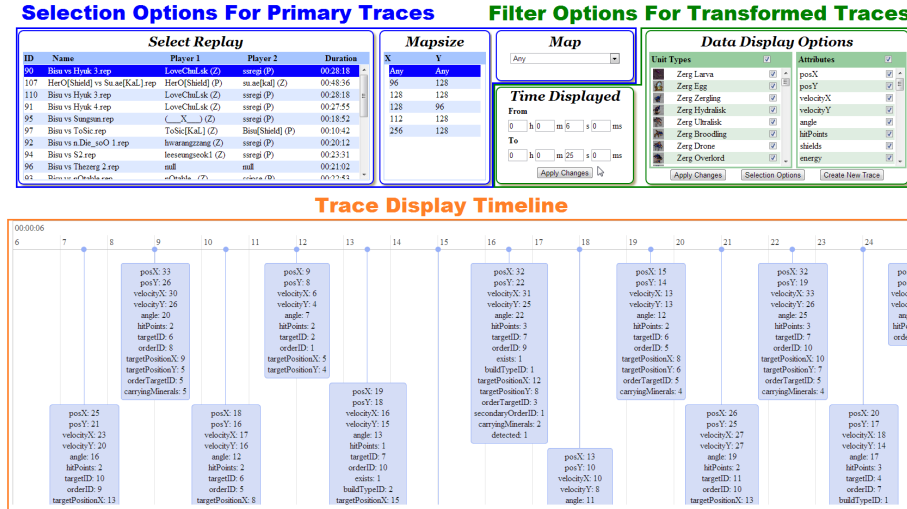 Selection Options For Primary Traces
Filter Options For Transformed Traces
Select Replay
ID Name Player 1 Player 2 Duration
90 Bisu vs Hyuk 3.rep LoveChuLsk (Z) ssregi (P) 00:28:18
107 HerO[Shield] vs Su.ae[KaL].rep HerO[Shield] (P) su.ae[kal] (Z) 00:48:36
110 Bisu vs Hyuk 3.rep LoveChuLsk (Z) ssregi (P) 00:28:18
91 Bisu vs Hyuk 4.rep LoveChuLsk (Z) ssregi (P) 00:27:55
95 Bisu vs Sungsun.rep (___X___) (Z) ssregi (P) 00:18:52
97 Bisu vs ToSic.rep ToSic[KaL] (Z) Bisu[Shield] (P) 00:10:42
92 Bisu vs n.Die_soO 1.rep hwarangzzang (Z) ssregi (P) 00:20:12
94 Bisu vs S2.rep leeseungseok1 (Z) ssregi (P) 00:23:31
96 Bisu vs Thezerg 2.rep null null 00:21:02
93 Bisu vs nOtable.rep (Z) (P) 00:22:53
Mapsize
X Y
Any Any
96 128
128 128
128 96
112 128
256 128
Map
Any
Time Displayed
From
0 h 0 m 6 s 0 ms
To
0 h 0 m 25 s 0 ms
Apply Changes
Data Display Options
Unit Types
Zerg Larva
Zerg Egg
Zerg Zergling
Zerg Hydralisk
Zerg Ultralisk
Zerg Broodling
Zerg Drone
Zerg Overlord
Attributes
posX
posY
velocityX
velocityY
angle
hitPoints
shields
energy
Apply Changes Selection Options Create New Trace
Trace Display Timeline
00:00:06
6 7 8 9 10 11 12 13 14 15 16 17 18 19 20 21 22 23 24
posX: 25
posY: 21
velocityX: 23
velocityY: 20
angle: 16
hitPoints: 2
targetID: 10
orderID: 9
targetPositionX: 13
posX: 33
posY: 26
velocityX: 30
velocityY: 26
angle: 20
hitPoints: 2
targetID: 6
orderID: 8
targetPositionX: 9
targetPositionY: 5
orderTargetID: 5
carryingMinerals: 5
posX: 18
posY: 16
velocityX: 17
velocityY: 16
angle: 12
hitPoints: 2
targetID: 6
orderID: 5
targetPositionX: 8
posX: 9
posY: 8
velocityX: 6
velocityY: 4
angle: 7
hitPoints: 2
targetID: 2
orderID: 1
targetPositionX: 5
targetPositionY: 4
posX: 19
posY: 18
velocityX: 16
velocityY: 15
angle: 13
hitPoints: 1
targetID: 7
orderID: 10
exists: 1
buildTypeID: 2
targetPositionX: 15
posX: 32
posY: 22
velocityX: 31
velocityY: 25
angle: 22
hitPoints: 3
targetID: 7
orderID: 9
exists: 1
buildTypeID: 1
targetPositionX: 12
targetPositionY: 8
orderTargetID: 3
secondaryOrderID: 1
carryingMinerals: 2
detected: 1
posX: 13
posY: 10
velocityX: 10
velocityY: 8
angle: 11
posX: 15
posY: 14
velocityX: 13
velocityY: 13
angle: 12
hitPoints: 2
targetID: 6
orderID: 5
targetPositionX: 8
targetPositionY: 6
orderTargetID: 5
carryingMinerals: 4
posX: 26
posY: 25
velocityX: 27
velocityY: 27
angle: 19
hitPoints: 2
targetID: 11
orderID: 10
targetPositionX: 13
posX: 32
posY: 19
velocityX: 33
velocityY: 26
angle: 25
hitPoints: 3
targetID: 7
orderID: 10
targetPositionX: 10
targetPositionY: 7
orderTargetID: 5
carryingMinerals: 4
posX: 20
posY: 17
velocityX: 18
velocityY: 14
angle: 17
hitPoints: 3
targetID: 4
orderID: 7
buildTypeID: 1
po
po
veloc
veloc
an
hit
targ
orde